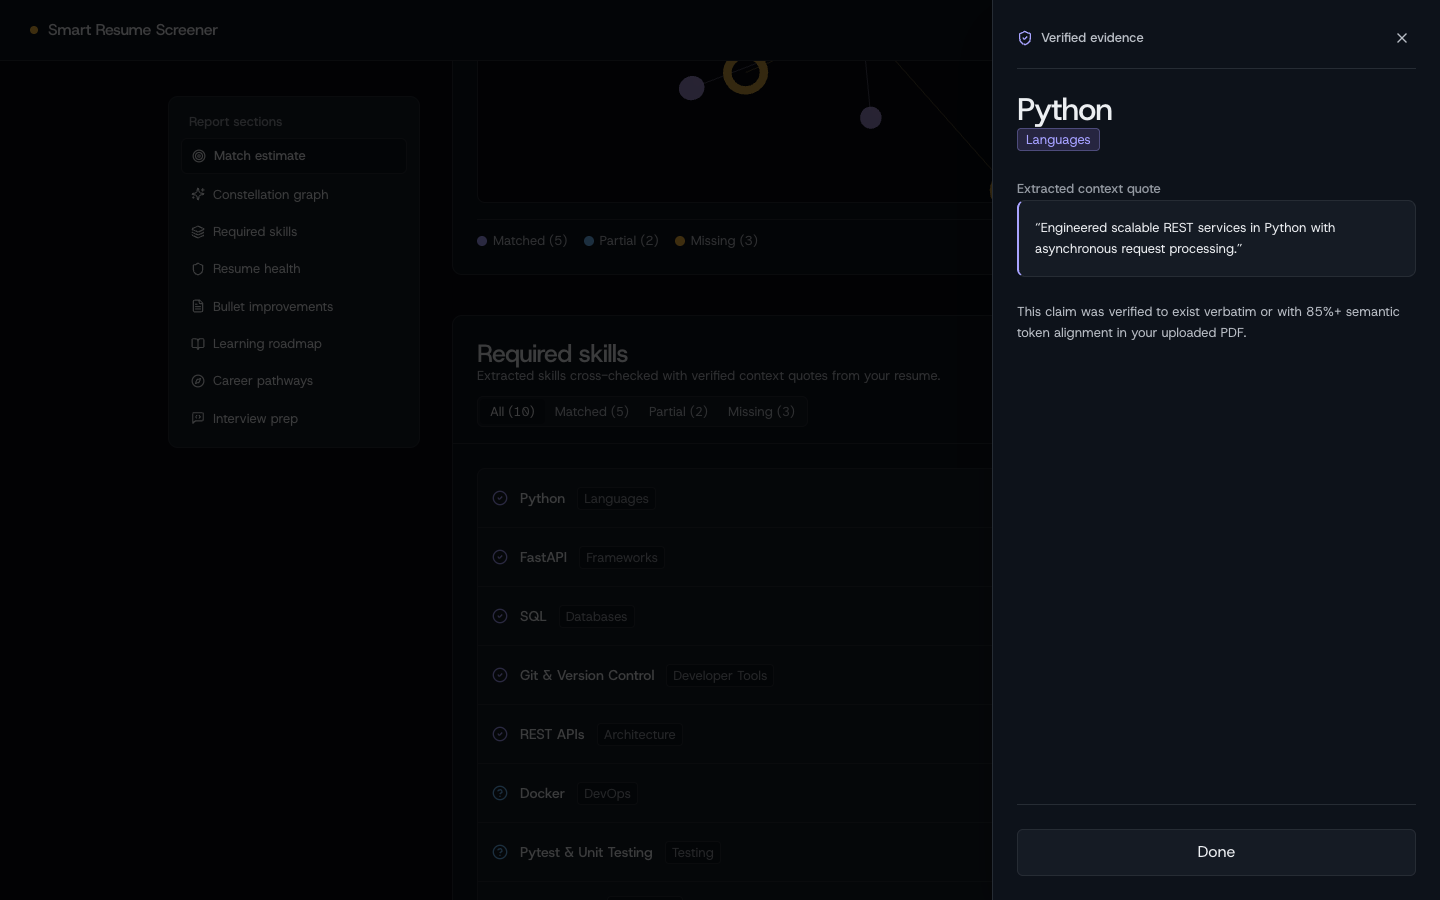 Smart Resume Screener
Report sections
Match estimate
Constellation graph
Required skills
Resume health
Bullet improvements
Learning roadmap
Career pathways
Interview prep
Matched (5)
Partial (2)
Missing (3)
Required skills
Extracted skills cross-checked with verified context quotes from your resume.
All (10)
Matched (5)
Partial (2)
Missing (3)
Python
Languages
FastAPI
Frameworks
SQL
Databases
Git & Version Control
Developer Tools
REST APIs
Architecture
Docker
DevOps
Pytest & Unit Testing
Testing
Verified evidence
Python
Languages
Extracted context quote
“Engineered scalable REST services in Python with
asynchronous request processing.”
This claim was verified to exist verbatim or with 85%+ semantic
token alignment in your uploaded PDF.
Done